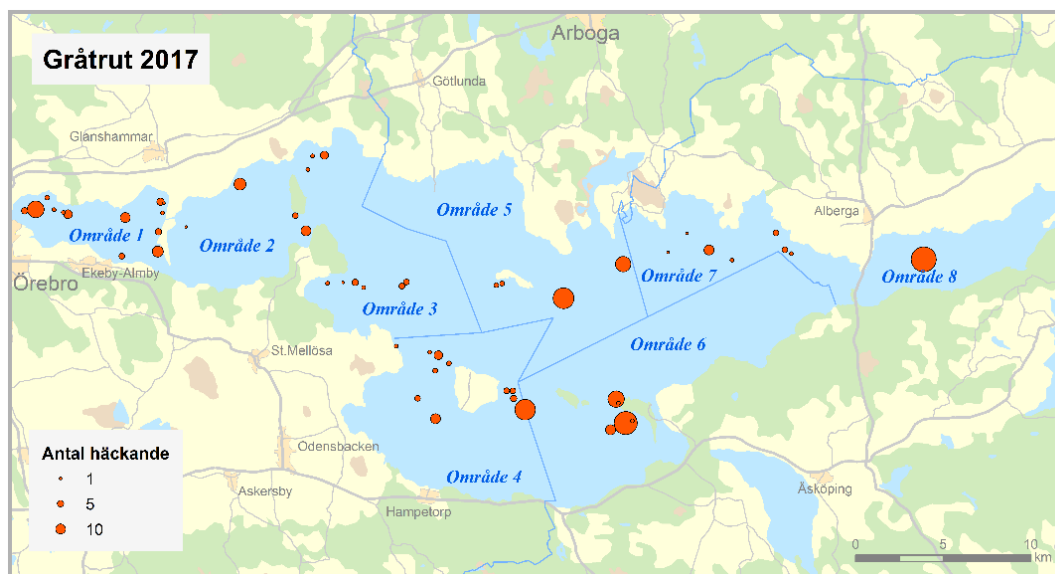 Gråtrut 2017
Arboga
Götlunda
Glanshammar
Område 5
Alberga
Område 1
Område 2
Ekeby-Almby
Örebro
Område 7
Område 8
Område 3
Område 6
St.Mellösa
Odensbacken
Område 4
Askersby
Hampetorp
Äsköping
Antal häckande
1
5
10
0 5 10
km